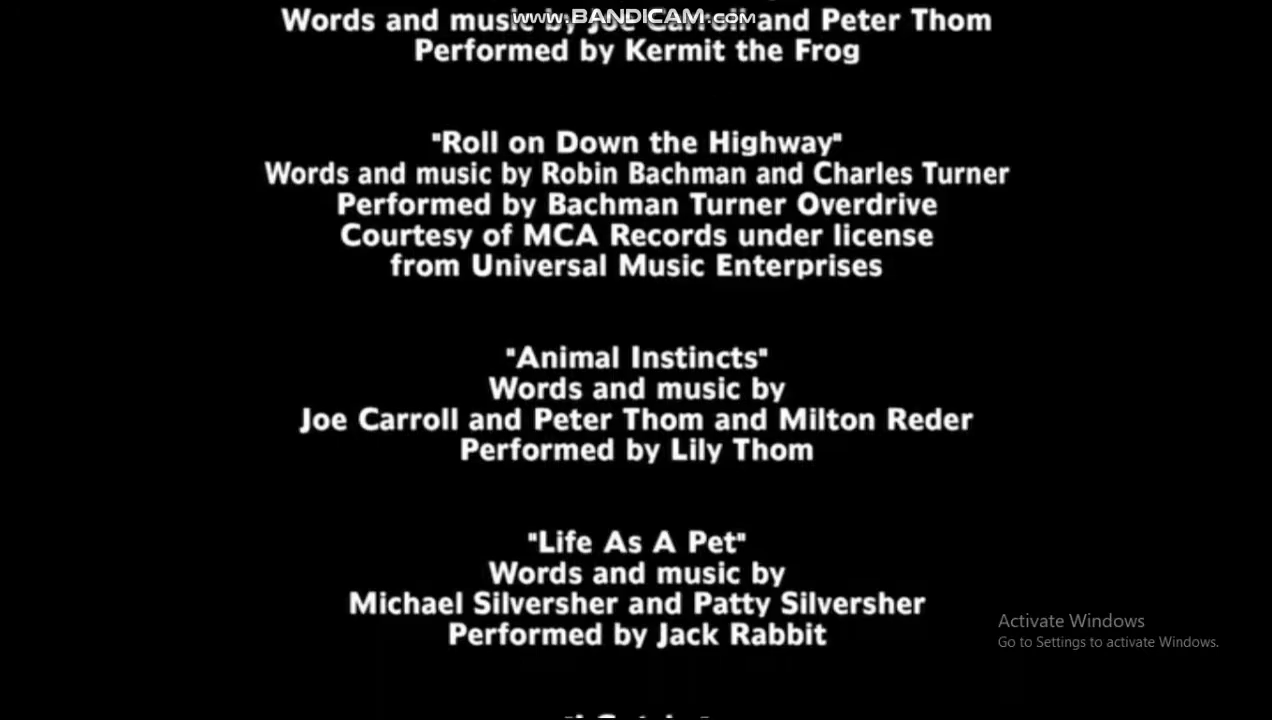 www.BANDICAM.com
Words and music by Joe Carroll and Peter Thom
Performed by Kermit the Frog
"Roll on Down the Highway"
Words and music by Robin Bachman and Charles Turner
Performed by Bachman Turner Overdrive
Courtesy of MCA Records under license
from Universal Music Enterprises
"Animal Instincts"
Words and music by
Joe Carroll and Peter Thom and Milton Reder
Performed by Lily Thom
"Life As A Pet"
Words and music by
Michael Silversher and Patty Silversher
Performed by Jack Rabbit
Activate Windows
Go to Settings to activate Windows.